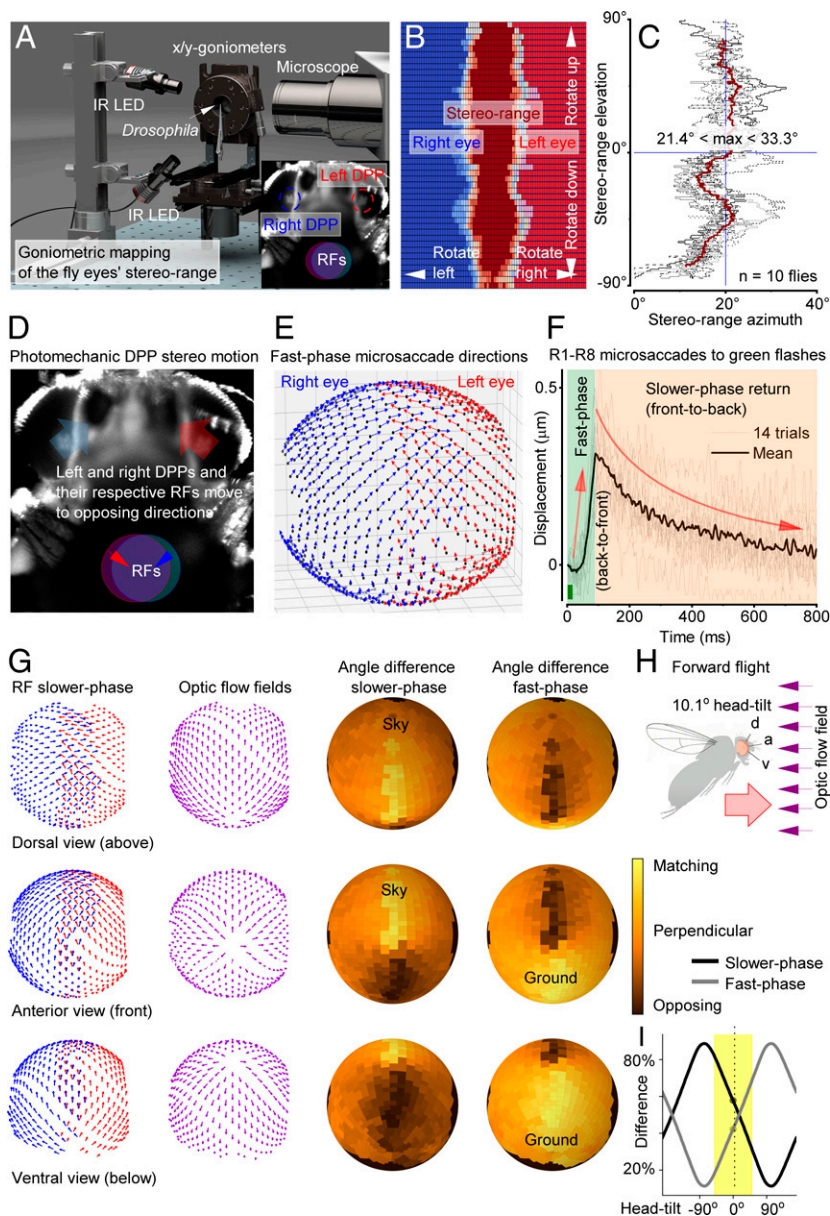 A
x/y-goniometers
Microscope
IR LED
Drosophila
IR LED
Left DPP
Right DPP
RFs
Goniometric mapping
of the fly eyes' stereo-range
B
Rotate up
Stereo-range
Right eye
Left eye
Rotate down
Rotate
left
Rotate
right
C
90°
Stereo-range elevation
21.4° < max < 33.3°
0°
-90°
n = 10 flies
0°
20°
40°
Stereo-range azimuth
D
Photomechanic DPP stereo motion
Left and right DPPs and
their respective RFs move
to opposing directions
RFs
E
Fast-phase microsaccade directions
Right eye
Left eye
F
R1-R8 microsaccades to green flashes
0.5
Displacement (μm)
0
Fast-phase
(back-to-front)
Slower-phase return
(front-to-back)
14 trials
Mean
0
200
400
600
800
Time (ms)
G
RF slower-phase
Optic flow fields
Angle difference
slower-phase
Angle difference
fast-phase
Sky
Dorsal view (above)
Sky
Ground
Anterior view (front)
Ground
Ventral view (below)
H
Forward flight
10.1° head-tilt
d
a
v
Optic flow field
Matching
Perpendicular
Opposing
Slower-phase
Fast-phase
I
80%
Difference
20%
Head-tilt
-90°
0°
90°